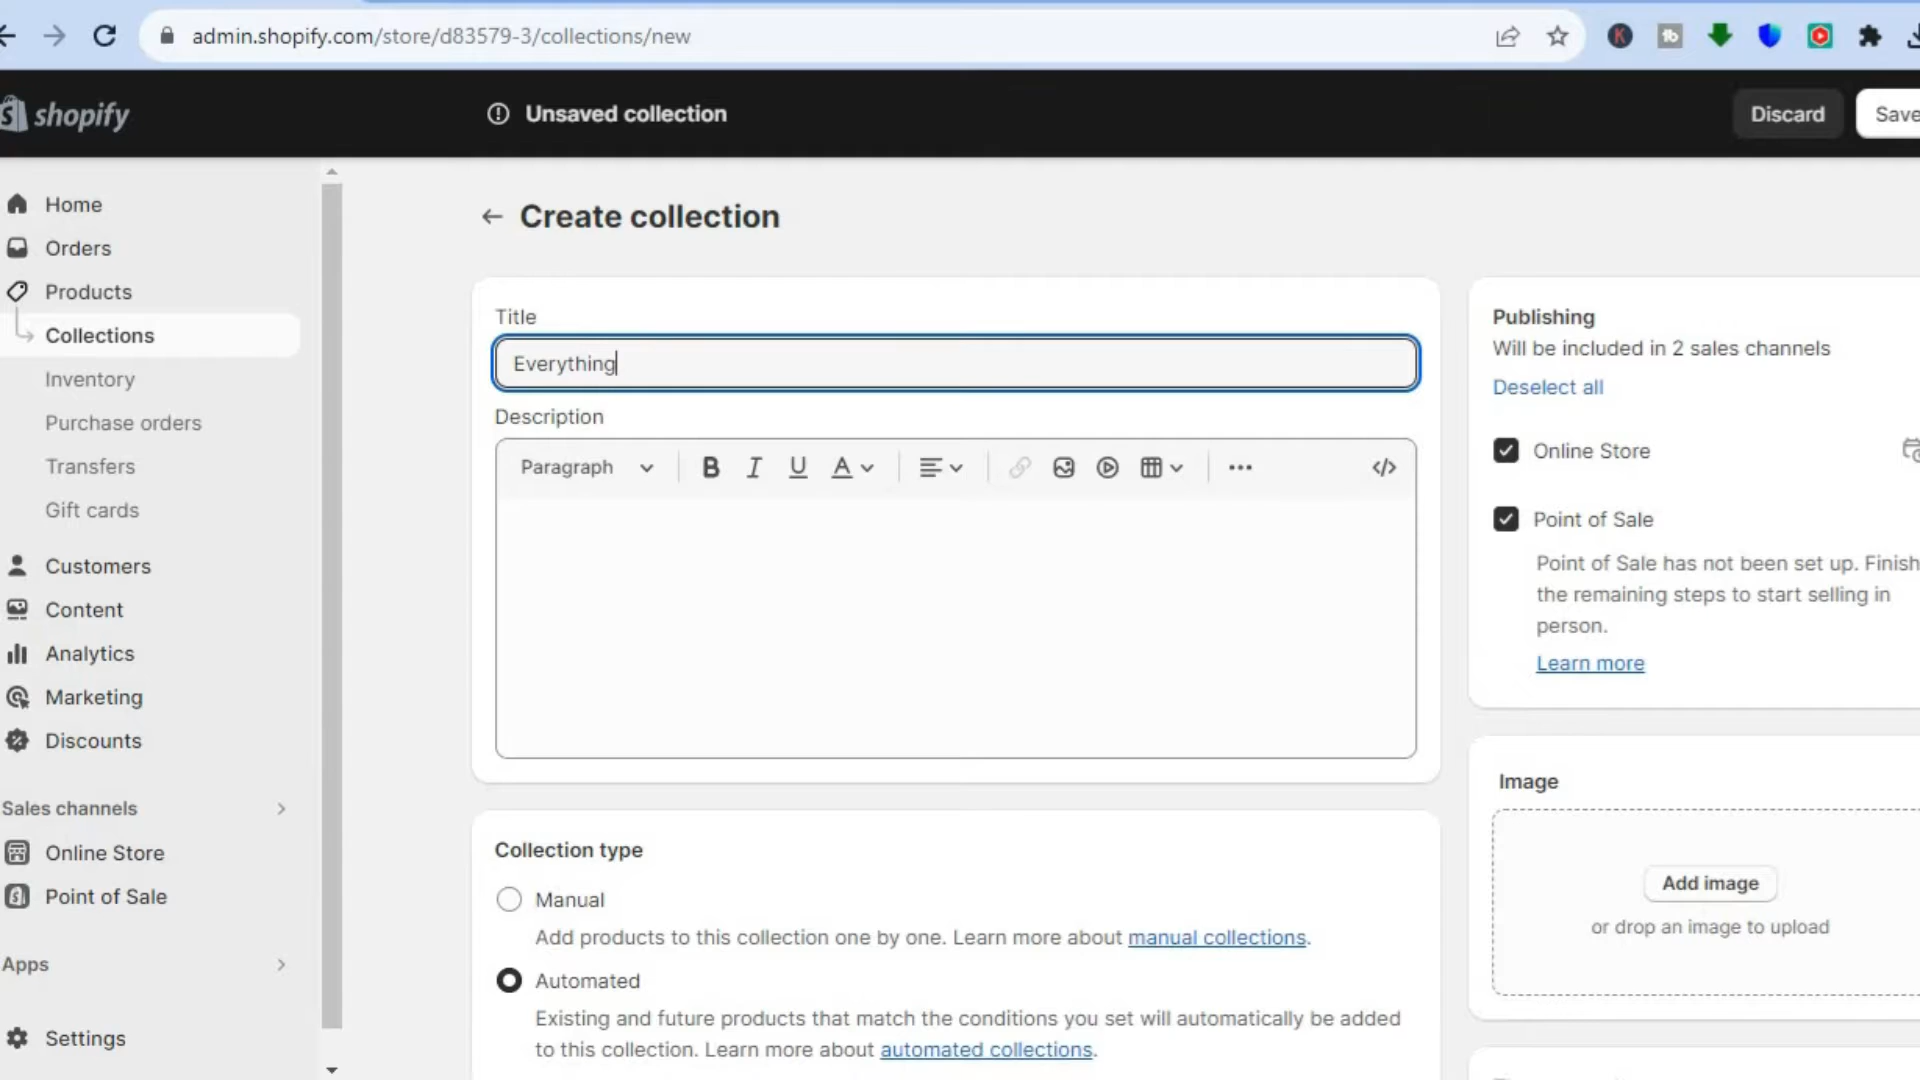 admin.shopify.com/store/d83579-3/collections/new
shopify
Unsaved collection
Discard
Save
Home
Orders
Products
Collections
Inventory
Purchase orders
Transfers
Gift cards
Customers
Content
Analytics
Marketing
Discounts
Sales channels
Online Store
Point of Sale
Apps
Settings
Create collection
Title
Everything
Description
Paragraph
Collection type
Manual
Add products to this collection one by one. Learn more about manual collections.
Automated
Existing and future products that match the conditions you set will automatically be added
to this collection. Learn more about automated collections.
Publishing
Will be included in 2 sales channels
Deselect all
Online Store
Point of Sale
Point of Sale has not been set up. Finish
the remaining steps to start selling in
person.
Learn more
Image
Add image
or drop an image to upload